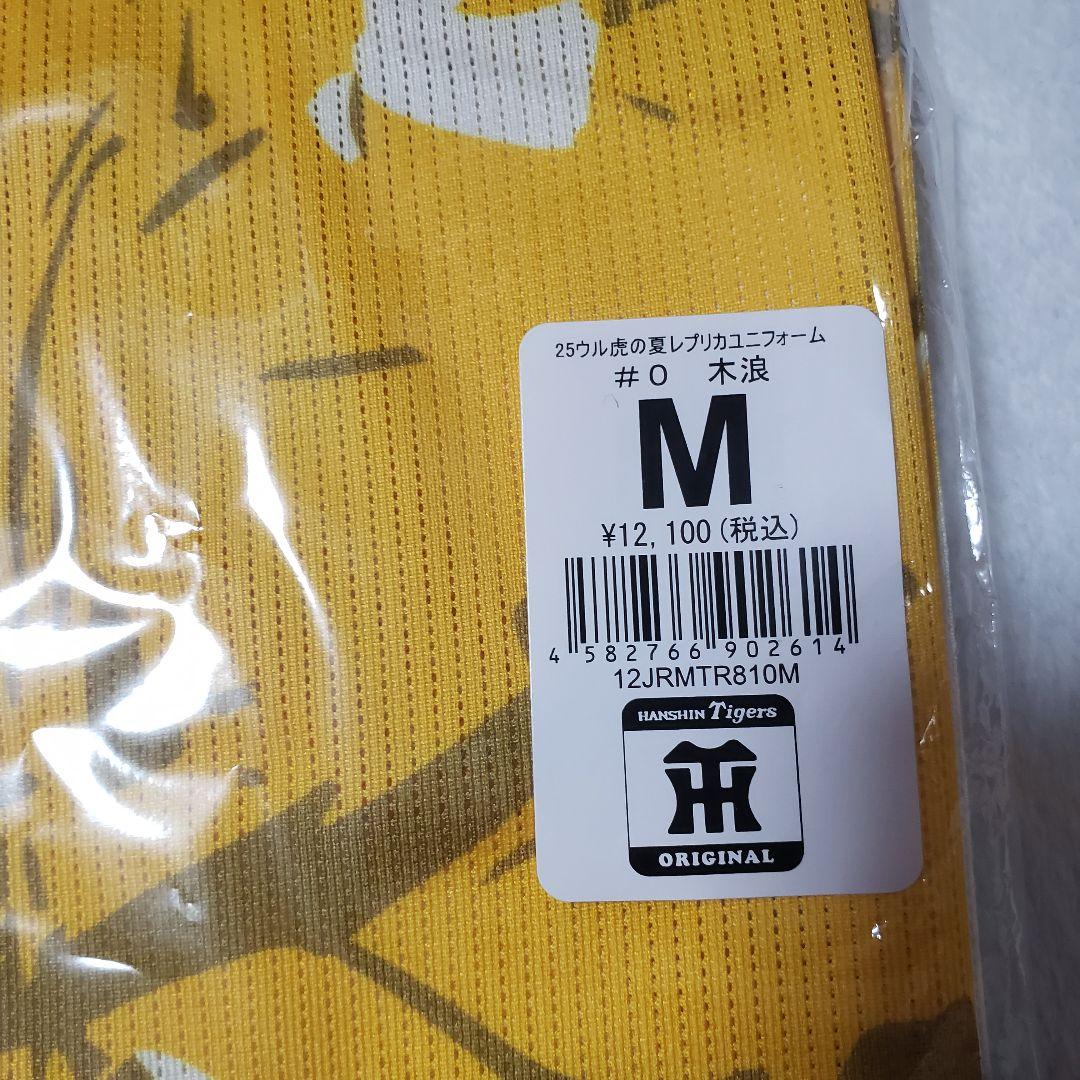 25ウル虎の夏レプリカユニフォーム
#0 木浪
M
¥12,100(税込)
4 582766 902614
12JRMTR810M
HANSHIN Tigers
TH
ORIGINAL